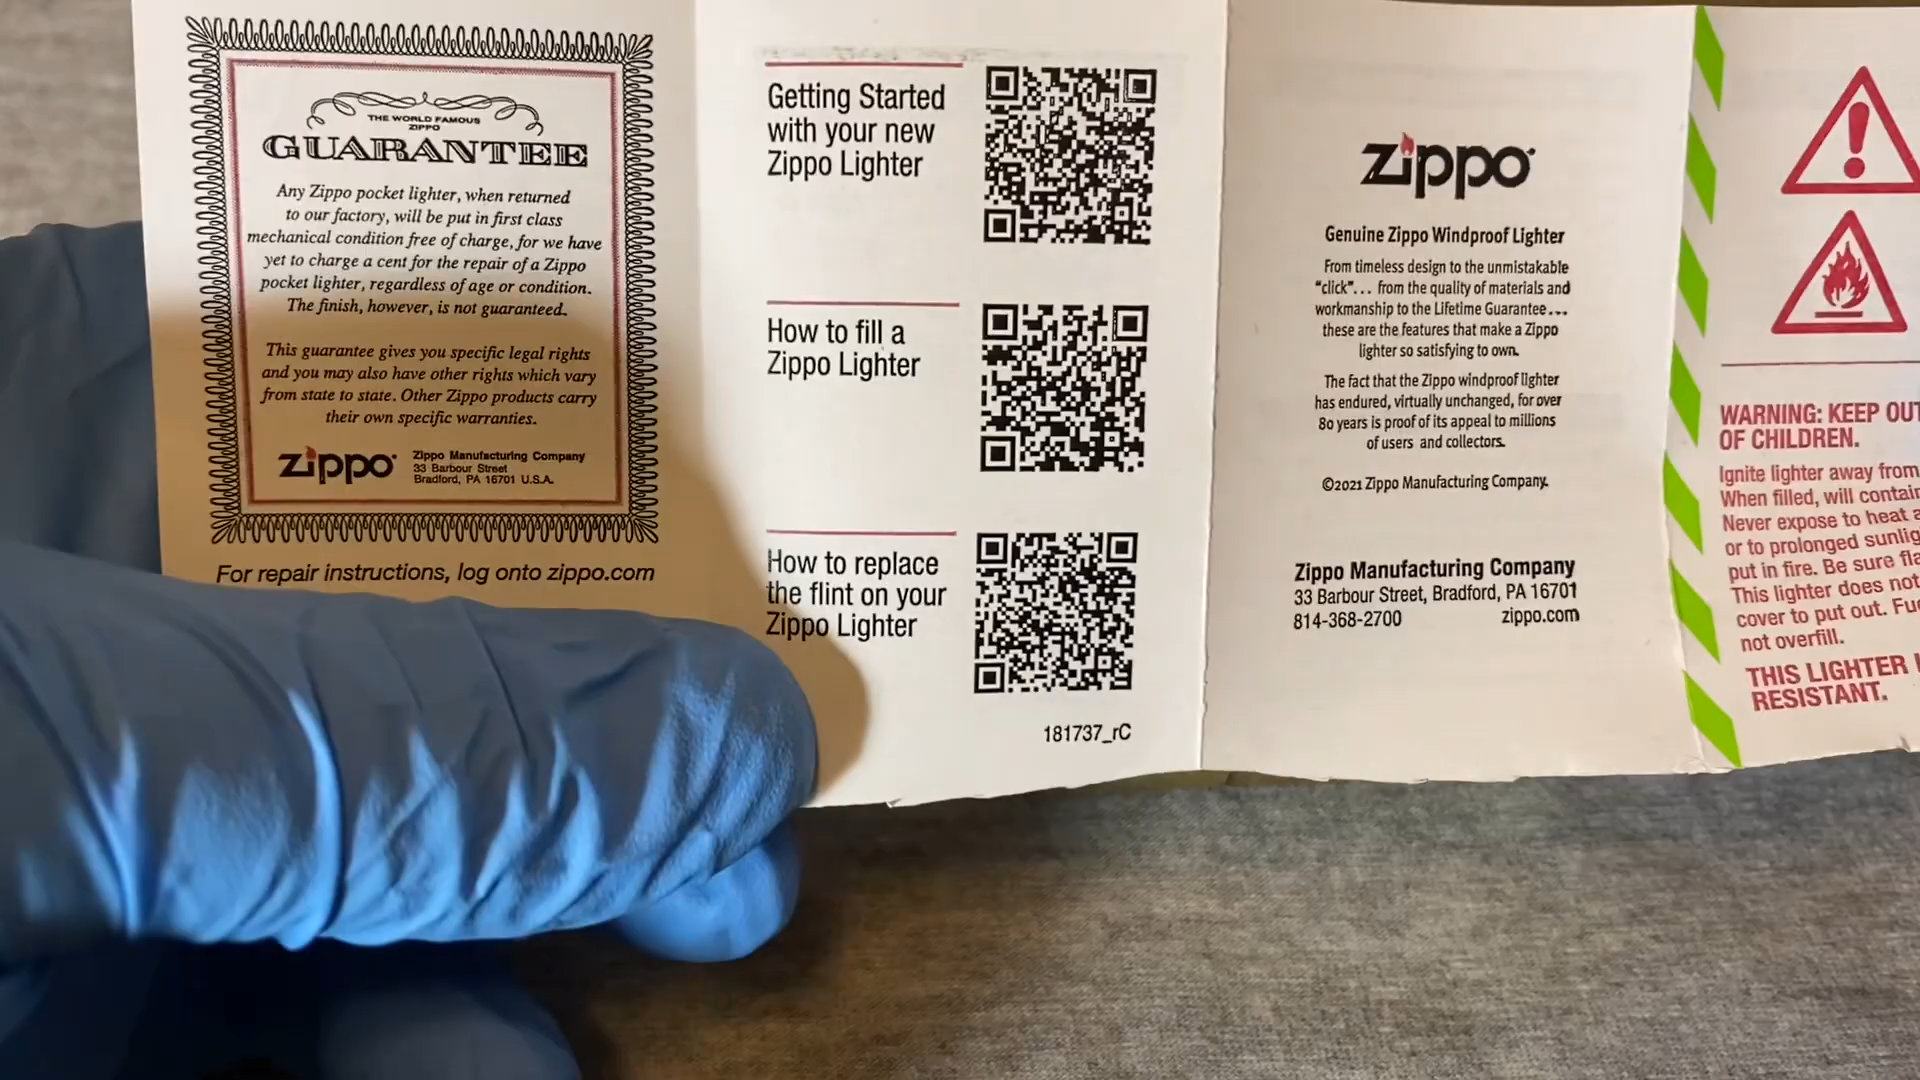 THE WORLD FAMOUS
ZIPPO
GUARANTEE
Any Zippo pocket lighter, when returned
to our factory, will be put in first class
mechanical condition free of charge, for we have
yet to charge a cent for the repair of a Zippo
pocket lighter, regardless of age or condition.
The finish, however, is not guaranteed.
This guarantee gives you specific legal rights
and you may also have other rights which vary
from state to state. Other Zippo products carry
their own specific warranties.
zippo
Zippo Manufacturing Company
33 Barbour Street
Bradford, PA 16701 U.S.A.
For repair instructions, log onto zippo.com
Getting Started
with your new
Zippo Lighter
How to fill a
Zippo Lighter
How to replace
the flint on your
Zippo Lighter
181737_rC
zippo
Genuine Zippo Windproof Lighter
From timeless design to the unmistakable
"click"... from the quality of materials and
workmanship to the Lifetime Guarantee...
these are the features that make a Zippo
lighter so satisfying to own.
The fact that the Zippo windproof lighter
has endured, virtually unchanged, for over
80 years is proof of its appeal to millions
of users and collectors.
©2021 Zippo Manufacturing Company.
Zippo Manufacturing Company
33 Barbour Street, Bradford, PA 16701
814-368-2700 zippo.com
WARNING: KEEP OUT
OF CHILDREN.
Ignite lighter away from
When filled, will contain
Never expose to heat
or to prolonged
put in fire. Be sure
This lighter does not
cover to put out.
not overfill.
THIS LIGHTER
RESISTANT.